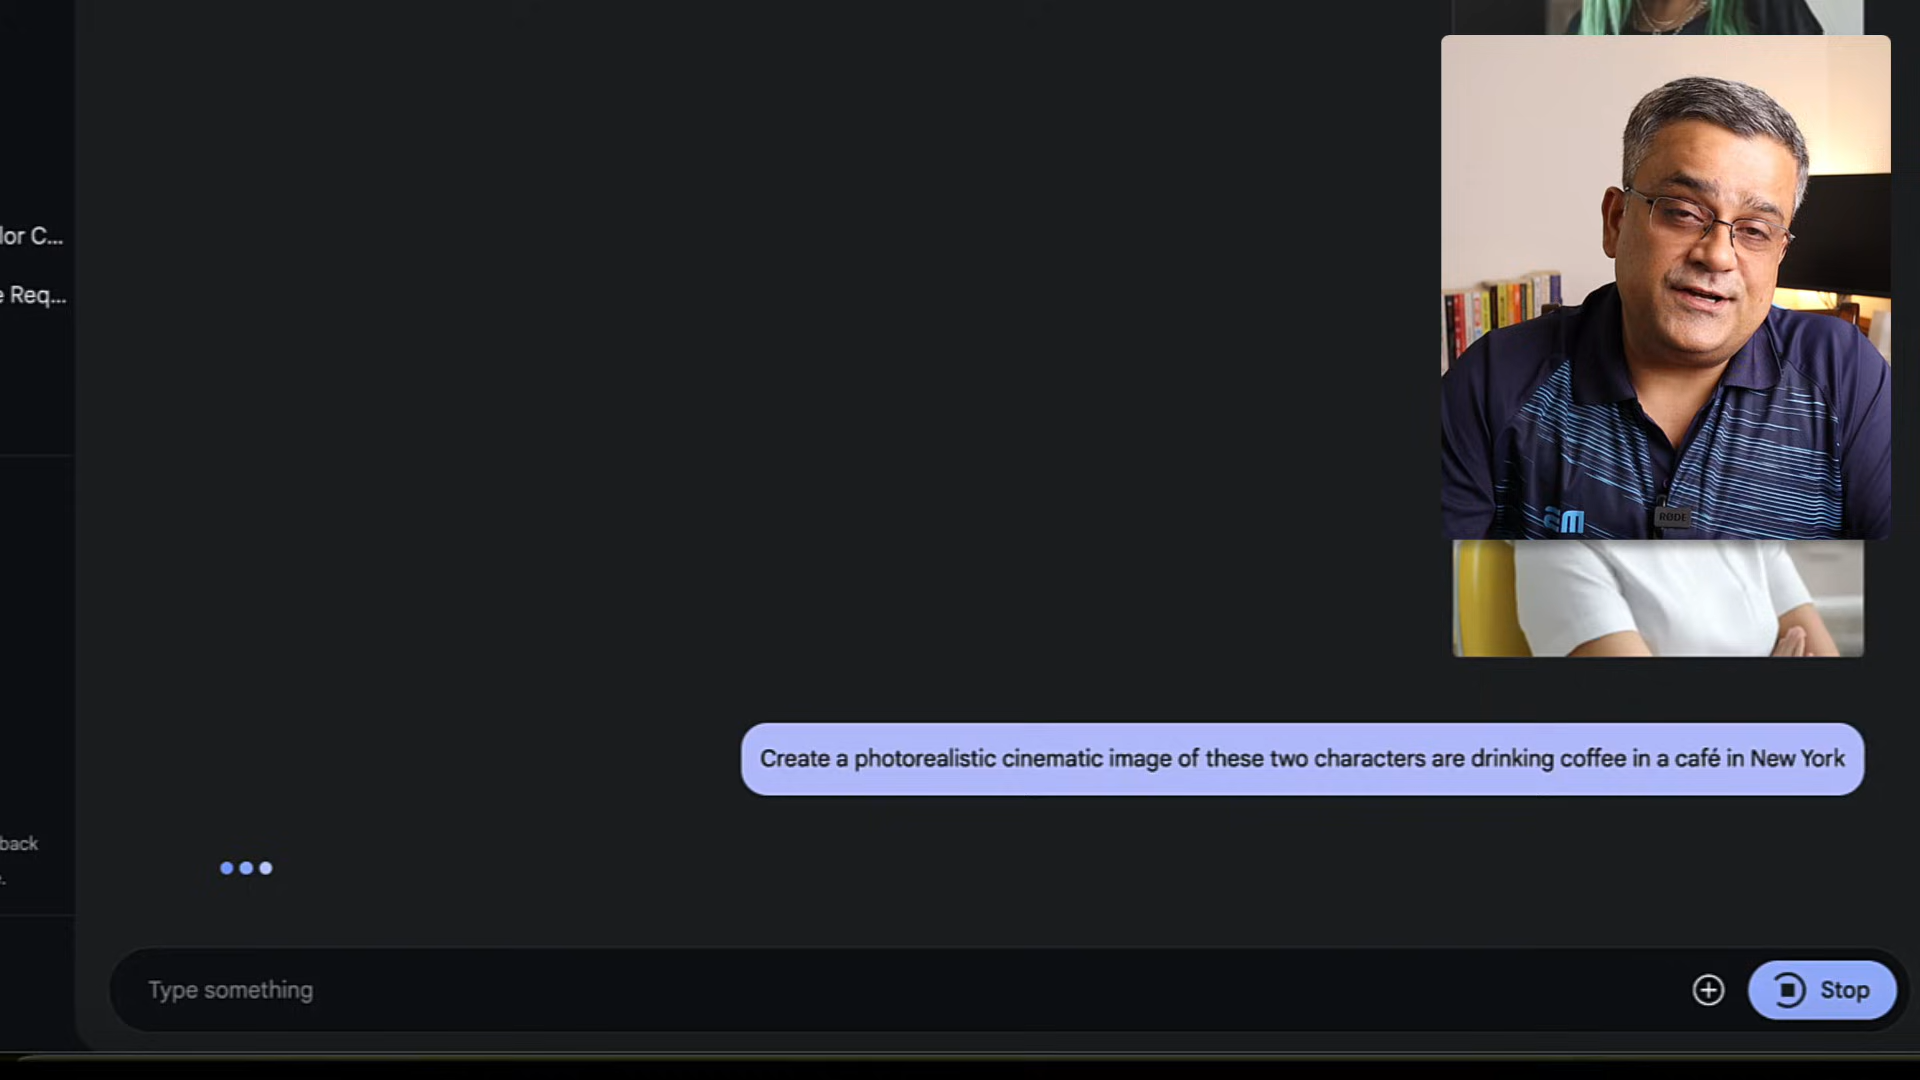 lor C...
e Req...
RØDE
Create a photorealistic cinematic image of these two characters are drinking coffee in a café in New York
back
e.
Type something
Stop